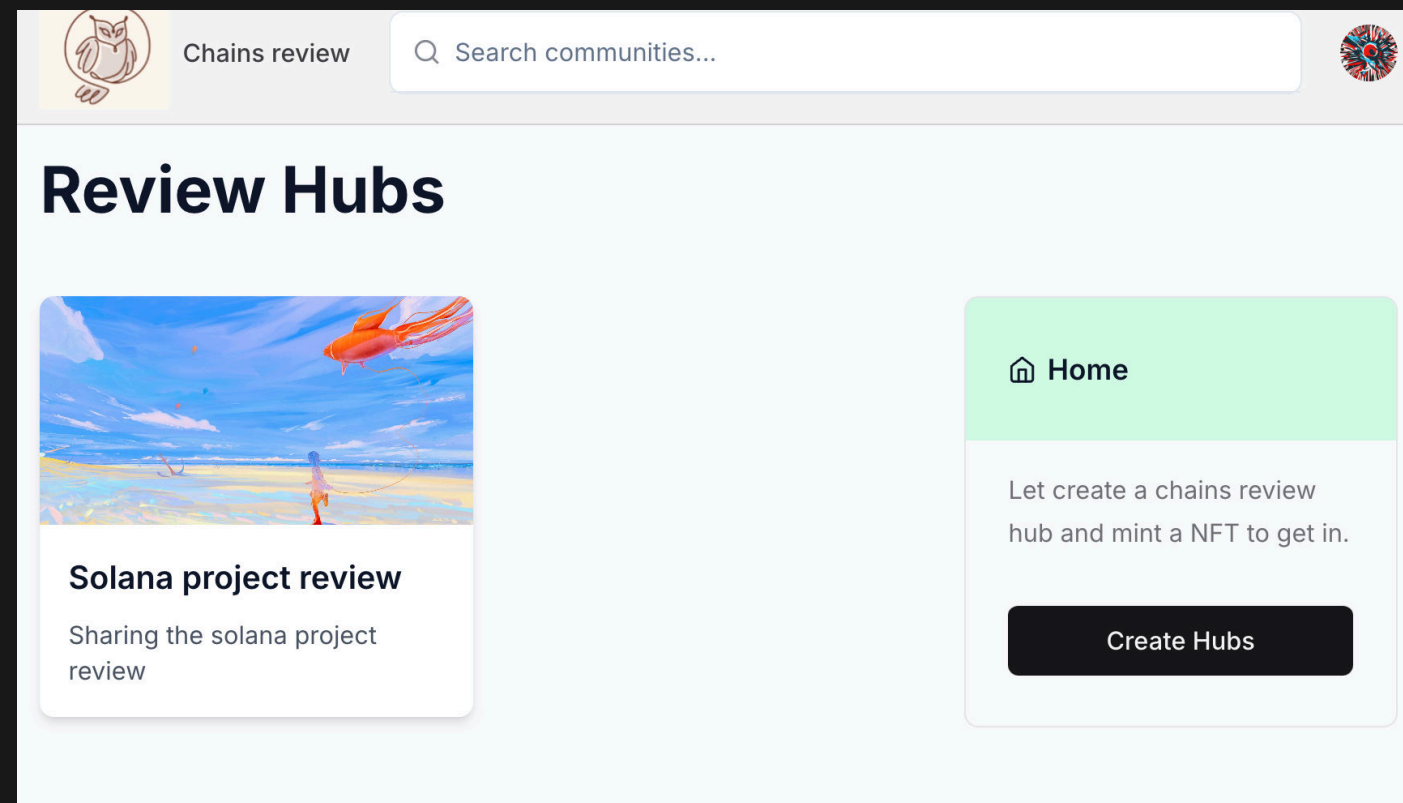 Chains review
Search communities...
Review Hubs
Solana project review
Sharing the solana project
review
Home
Let create a chains review
hub and mint a NFT to get in.
Create Hubs